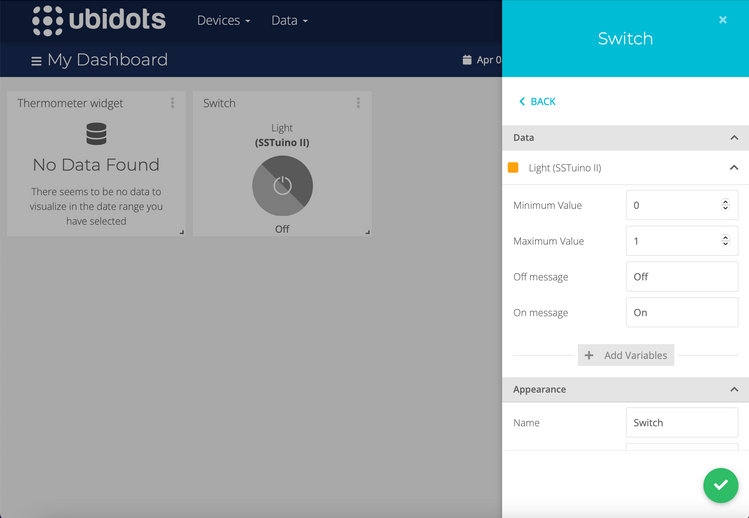 ubidots
Devices
Data
My Dashboard
Apr 0
Thermometer widget
No Data Found
There seems to be no data to
visualize in the date range you
have selected
Switch
Light
(SSTuino II)
Off
Switch
BACK
Data
Light (SSTuino II)
Minimum Value 0
Maximum Value 1
Off message Off
On message On
Add Variables
Appearance
Name Switch